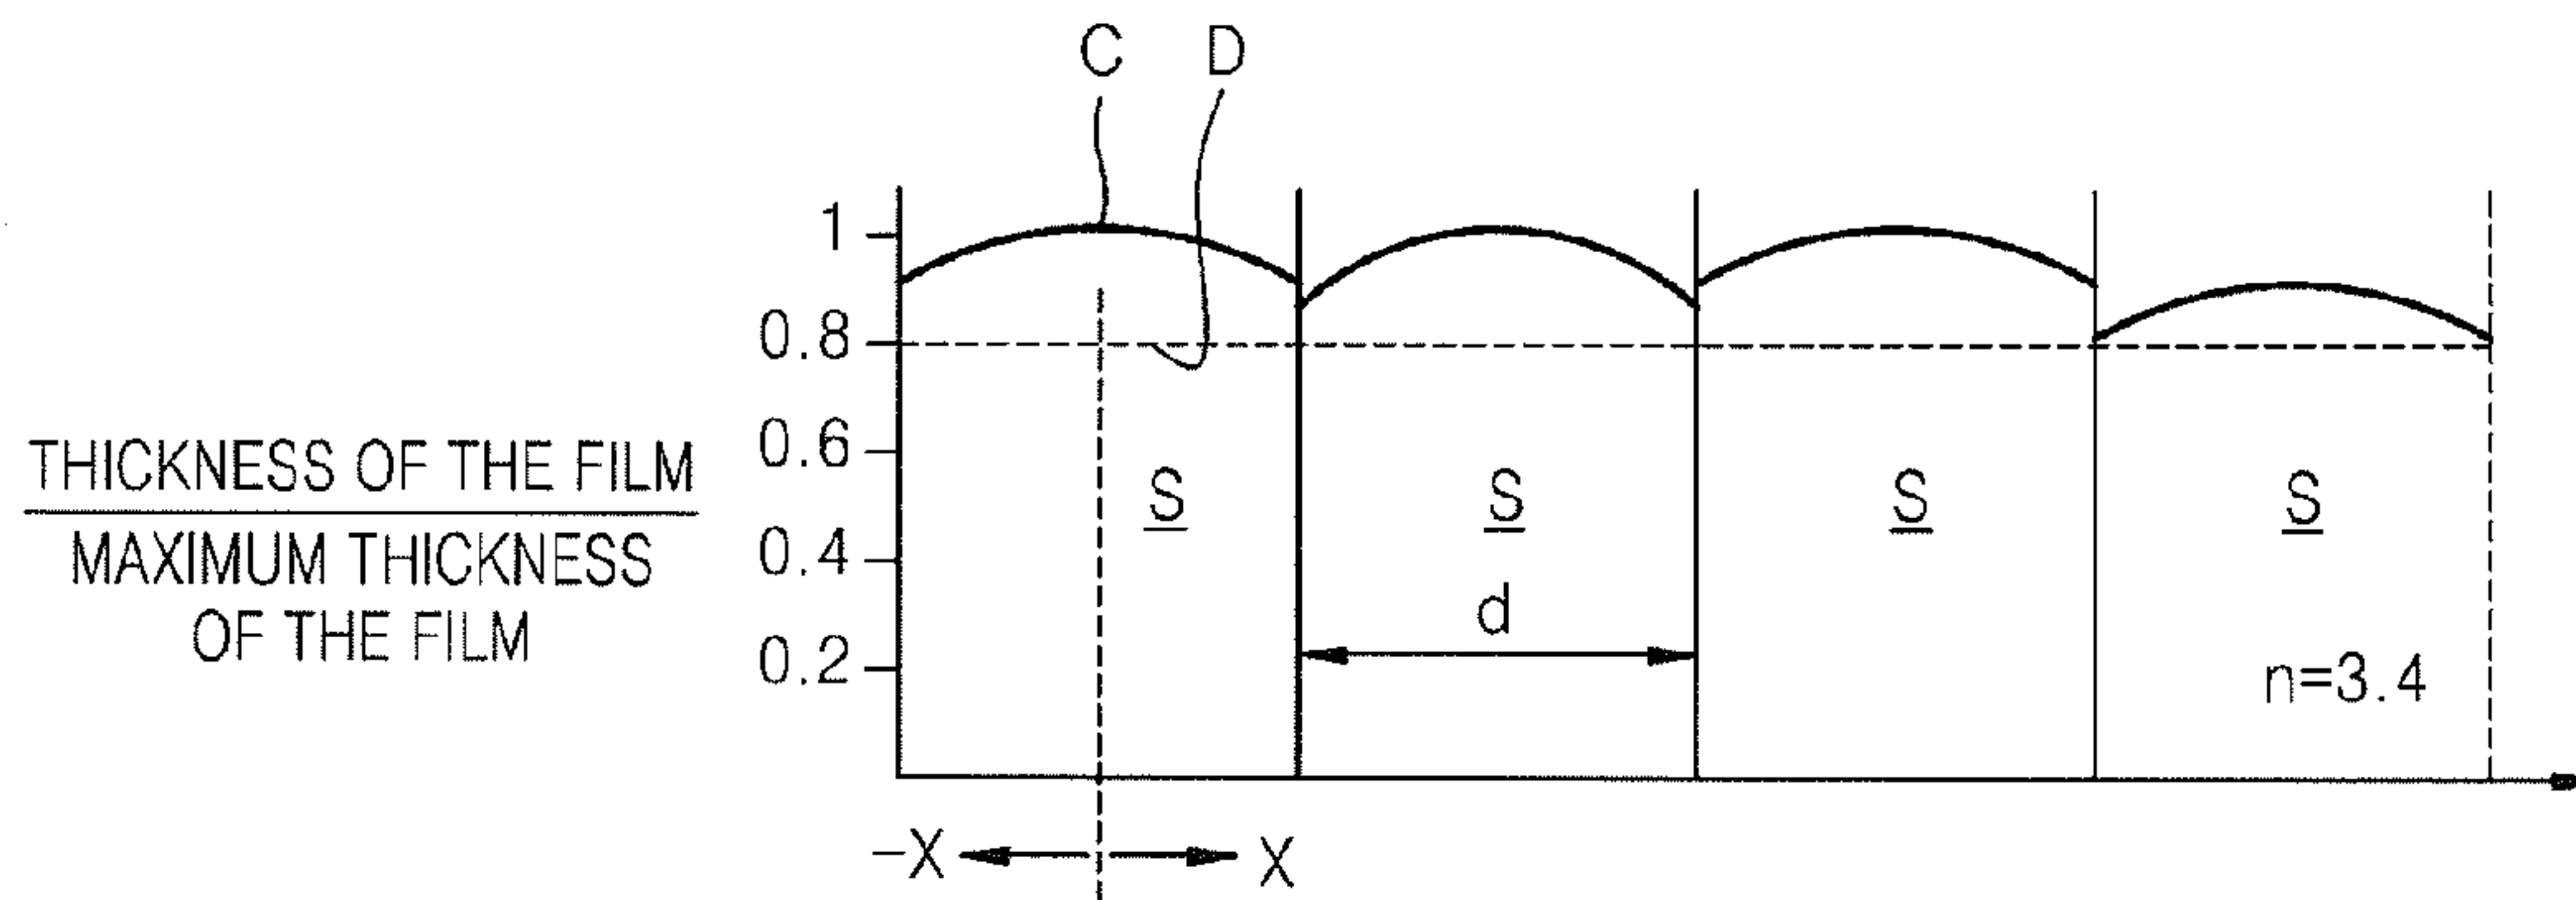 C D
1
0.8
0.6
0.4
0.2
THICKNESS OF THE FILM
MAXIMUM THICKNESS
OF THE FILM
S S S S
d
n=3.4
-X X